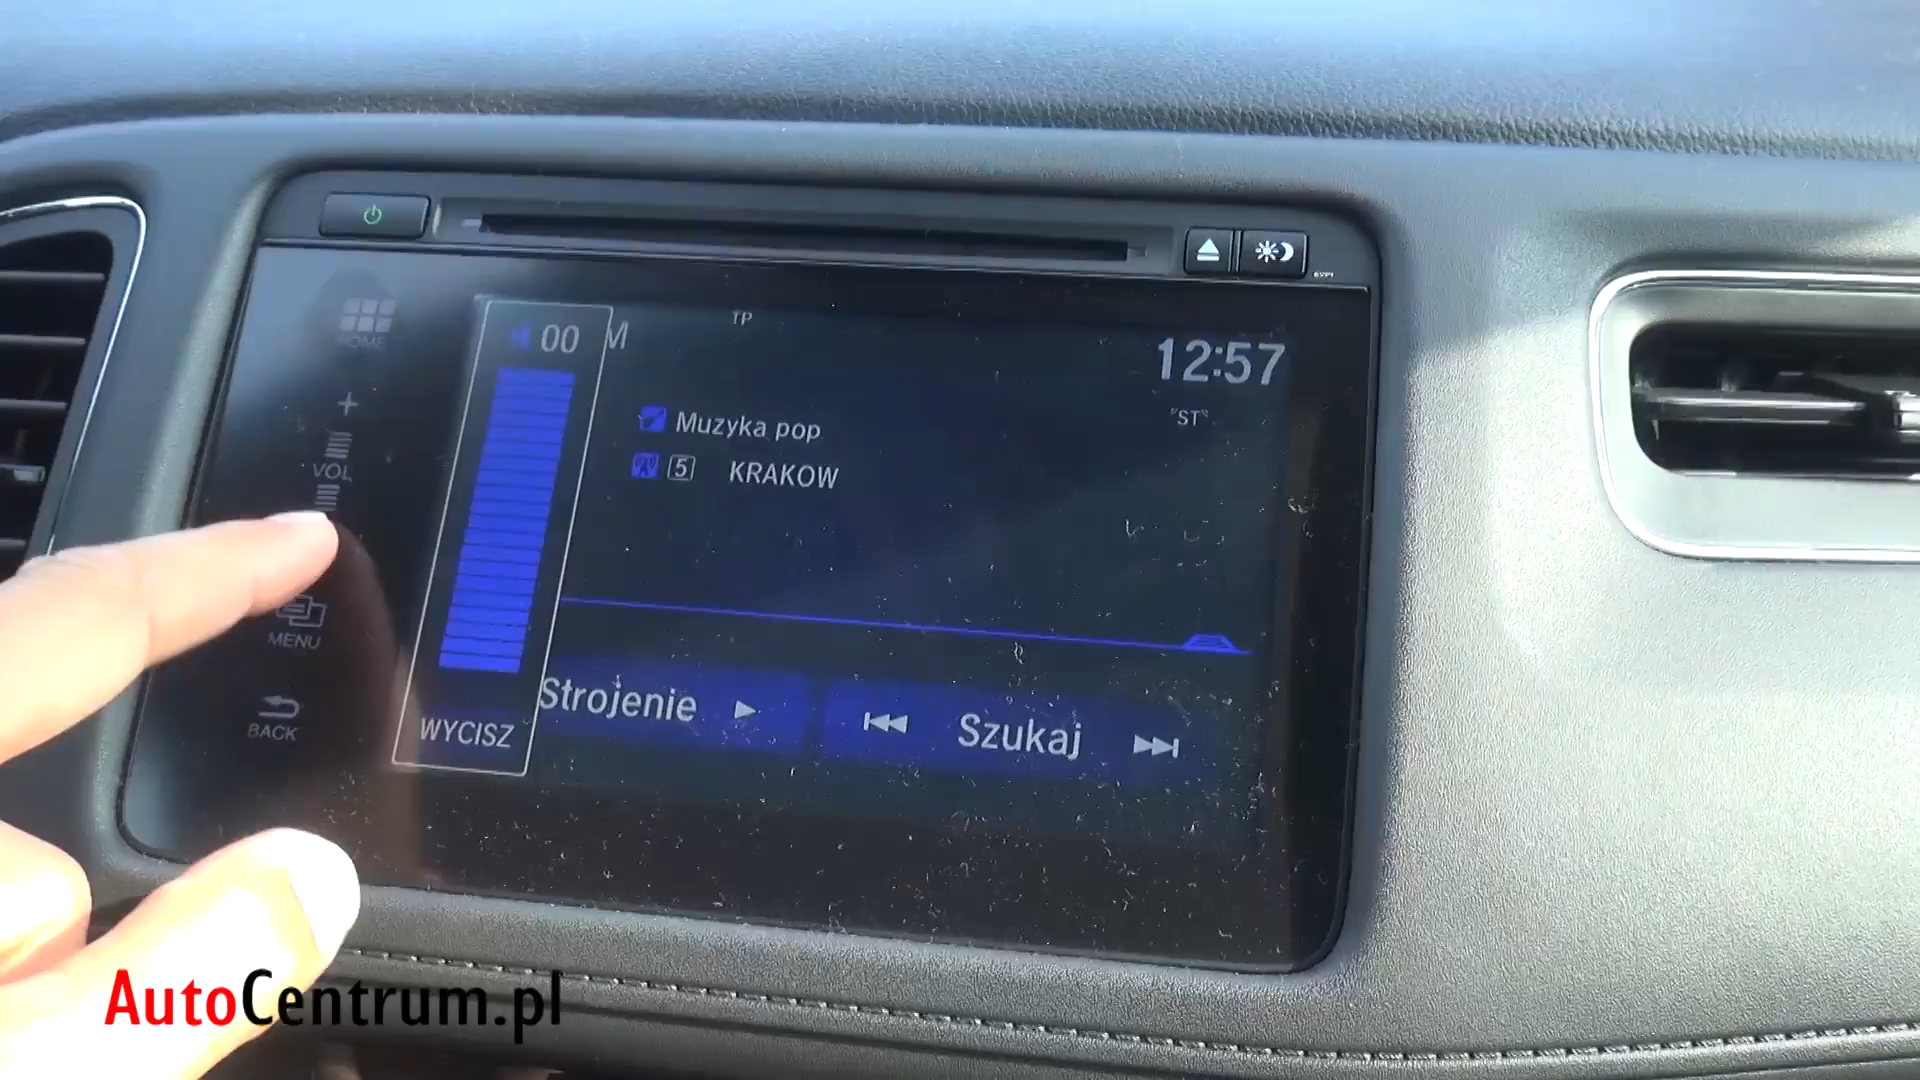 HOME
00
M
TP
12:57
"ST"
+
VOL
Muzyka pop
5 KRAKOW
MENU
BACK
WYCISZ
Strojenie
Szukaj
AutoCentrum.pl